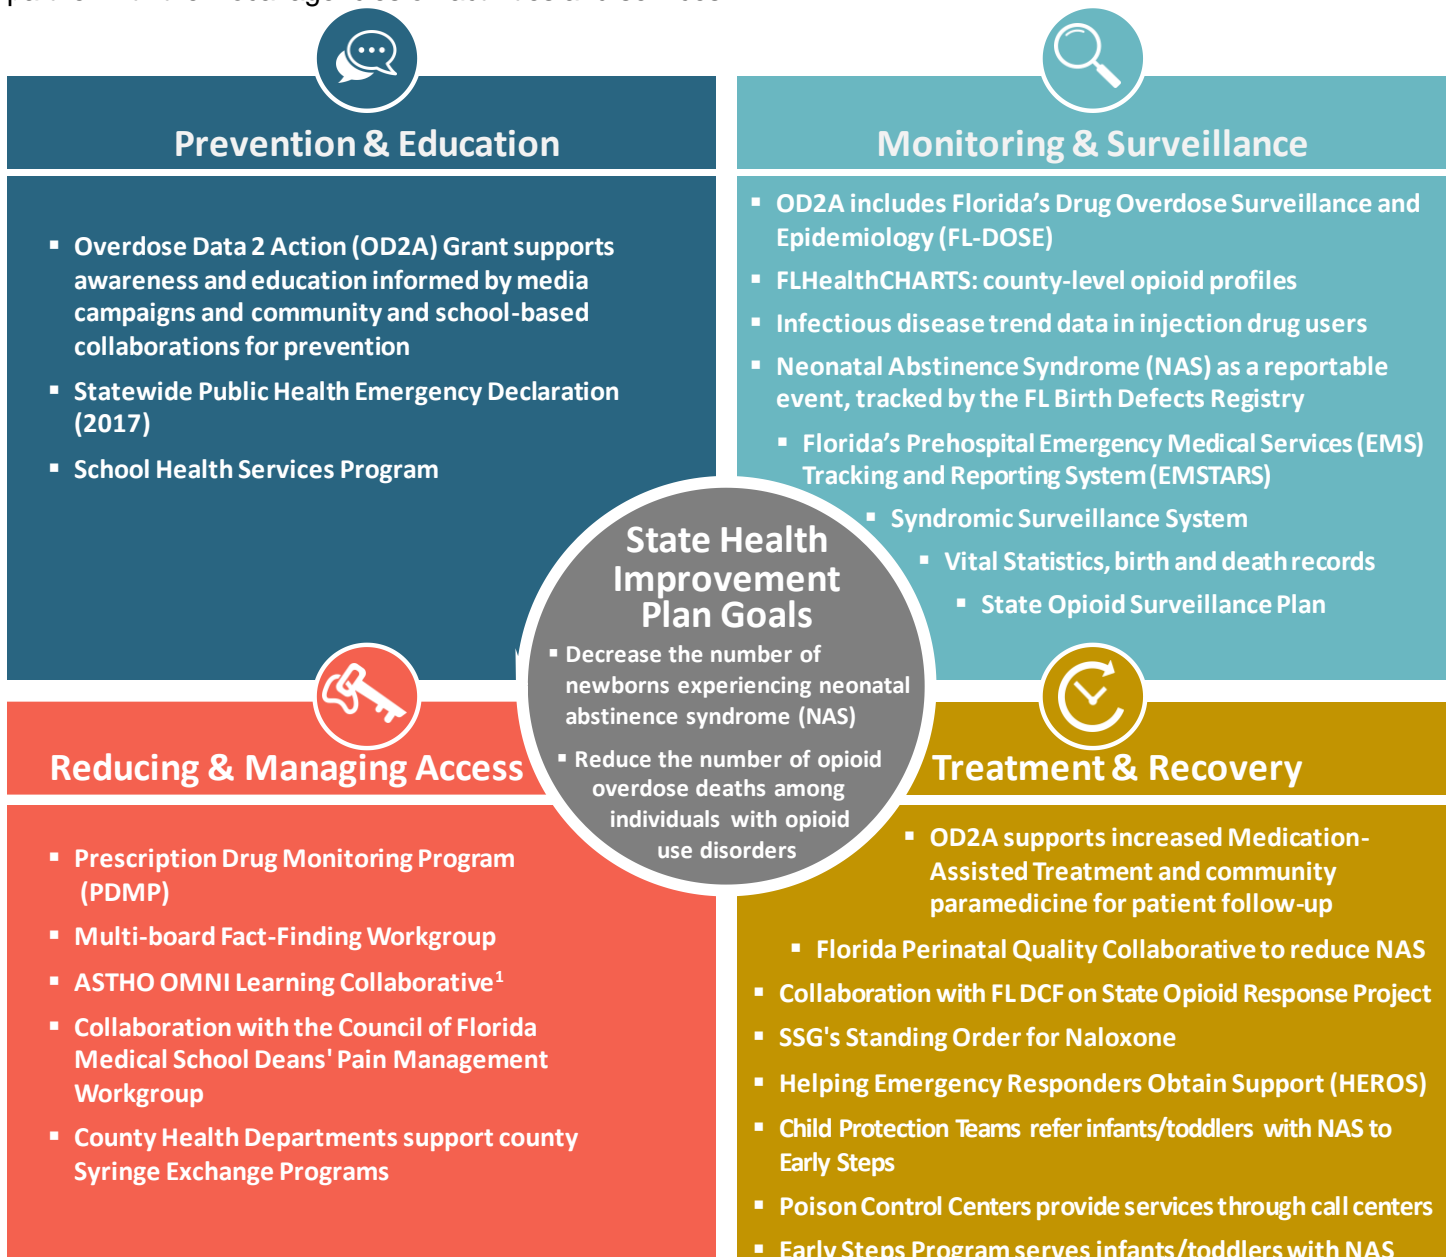 Prevention & Education
▪ Overdose Data 2 Action (OD2A) Grant supports
awareness and education informed by media
campaigns and community and school-based
collaborations for prevention
▪ Statewide Public Health Emergency Declaration
(2017)
▪ School Health Services Program
Monitoring & Surveillance
▪ OD2A includes Florida’s Drug Overdose Surveillance and
Epidemiology (FL-DOSE)
▪ FLHealthCHARTS: county-level opioid profiles
▪ Infectious disease trend data in injection drug users
▪ Neonatal Abstinence Syndrome (NAS) as a reportable
event, tracked by the FL Birth Defects Registry
▪ Florida’s Prehospital Emergency Medical Services (EMS)
Tracking and Reporting System (EMSTARS)
▪ Syndromic Surveillance System
▪ Vital Statistics, birth and death records
▪ State Opioid Surveillance Plan
State Health
Improvement
Plan Goals
▪ Decrease the number of
newborns experiencing neonatal
abstinence syndrome (NAS)
▪ Reduce the number of opioid
overdose deaths among
individuals with opioid
use disorders
Reducing & Managing Access
▪ Prescription Drug Monitoring Program
(PDMP)
▪ Multi-board Fact-Finding Workgroup
▪ ASTHO OMNI Learning Collaborative¹
▪ Collaboration with the Council of Florida
Medical School Deans' Pain Management
Workgroup
▪ County Health Departments support county
Syringe Exchange Programs
Treatment & Recovery
▪ OD2A supports increased Medication-
Assisted Treatment and community
paramedicine for patient follow-up
▪ Florida Perinatal Quality Collaborative to reduce NAS
▪ Collaboration with FL DCF on State Opioid Response Project
▪ SSG's Standing Order for Naloxone
▪ Helping Emergency Responders Obtain Support (HEROS)
▪ Child Protection Teams refer infants/toddlers with NAS to
Early Steps
▪ Poison Control Centers provide services through call centers
▪ Early Steps Program serves infants/toddlers with NAS